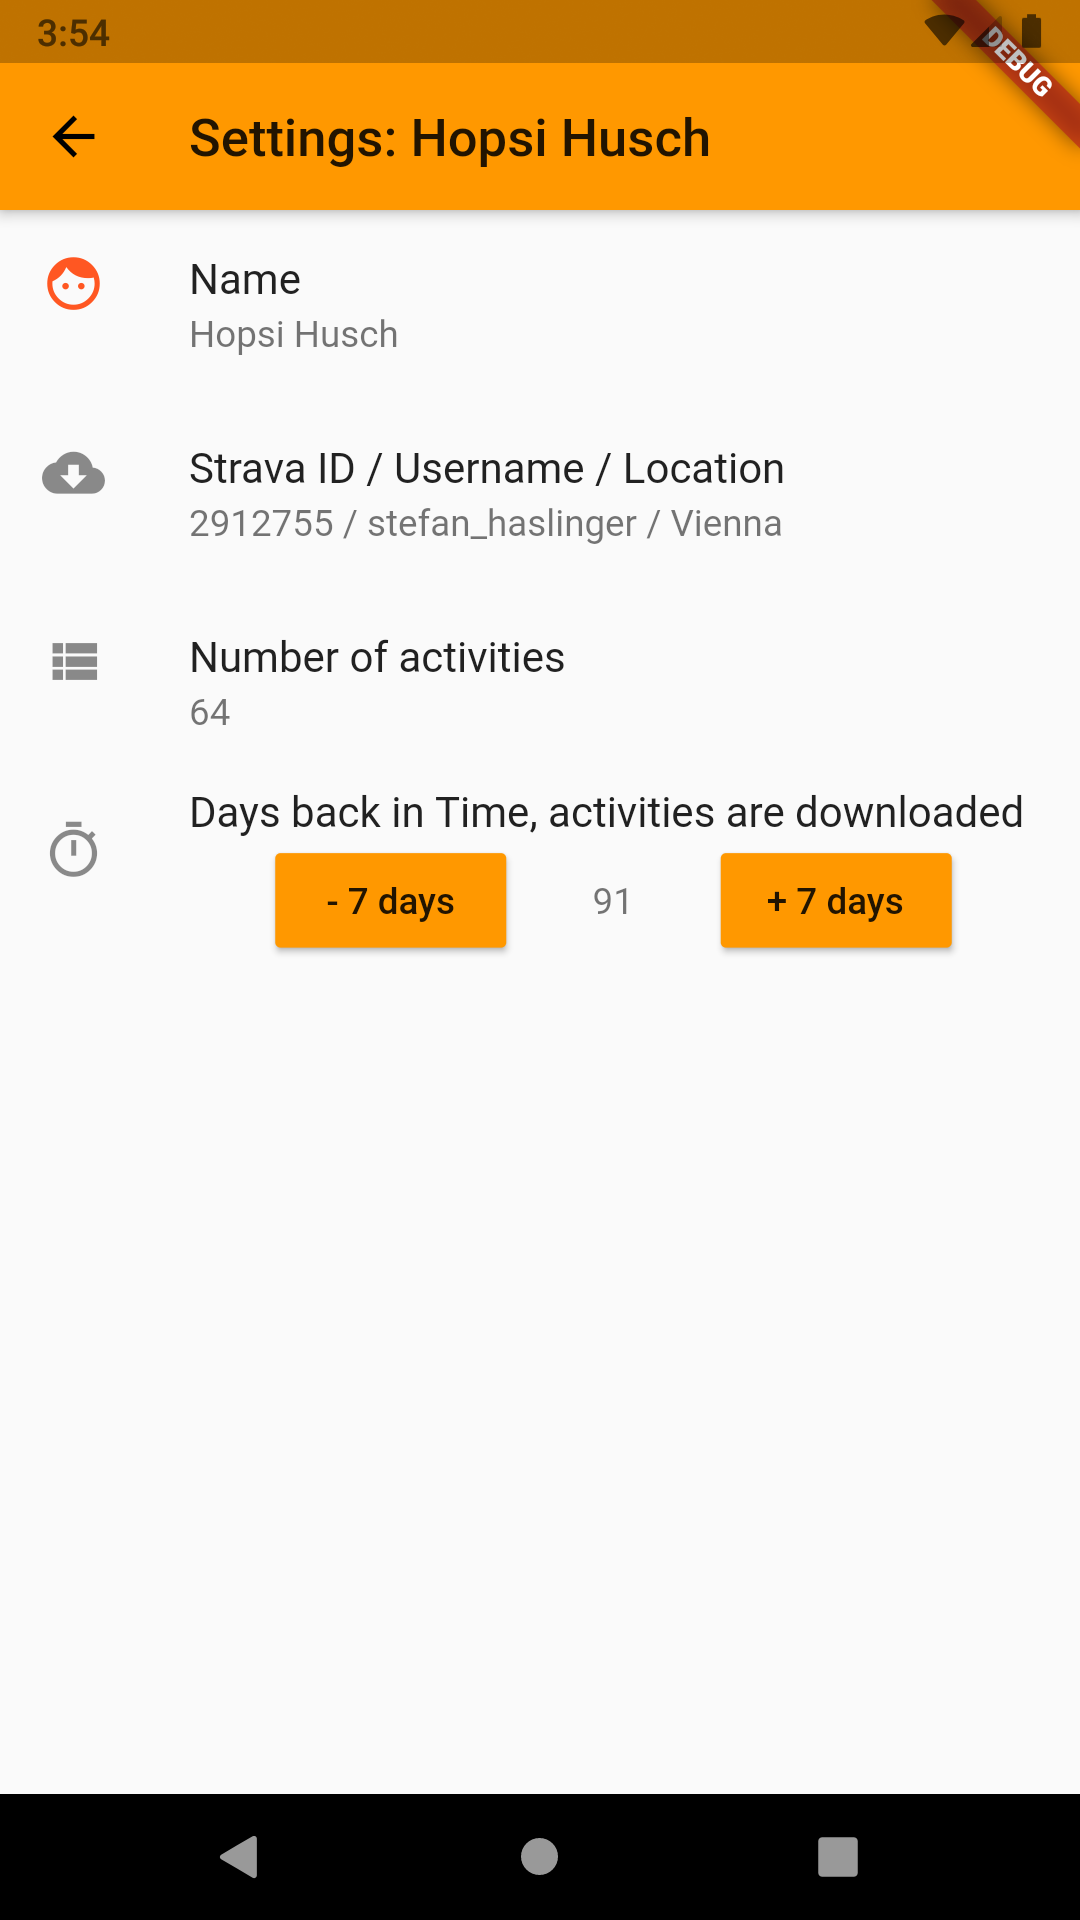 3:54
DEBUG
Settings: Hopsi Husch
Name
Hopsi Husch
Strava ID / Username / Location
2912755 / stefan_haslinger / Vienna
Number of activities
64
Days back in Time, activities are downloaded
- 7 days 91 + 7 days